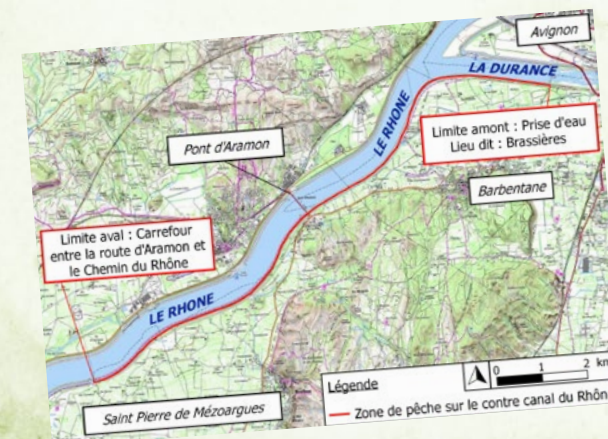 Avignon
LA DURANCE
LE RHONE
Limite amont : Prise d'eau
Lieu dit : Brassières
Pont d'Aramon
Barbentane
Limite aval : Carrefour
entre la route d'Aramon et
le Chemin du Rhône
LE RHONE
Légende
0 1 2 km
Zone de pêche sur le contre canal du Rhôn
Saint Pierre de Mézoargues